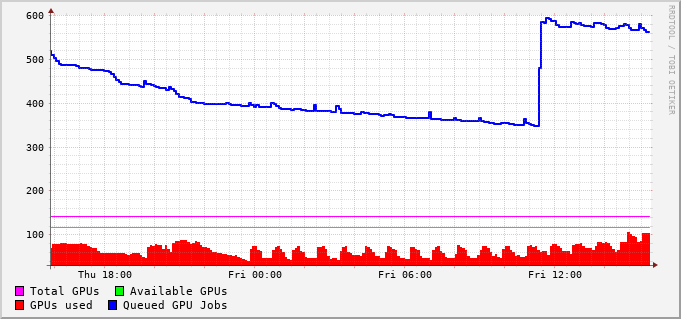 600
500
400
300
200
100
Thu 18:00 Fri 00:00 Fri 06:00 Fri 12:00
Total GPUs Available GPUs
GPUs used Queued GPU Jobs
RRDTOOL / TOBI OETIKER